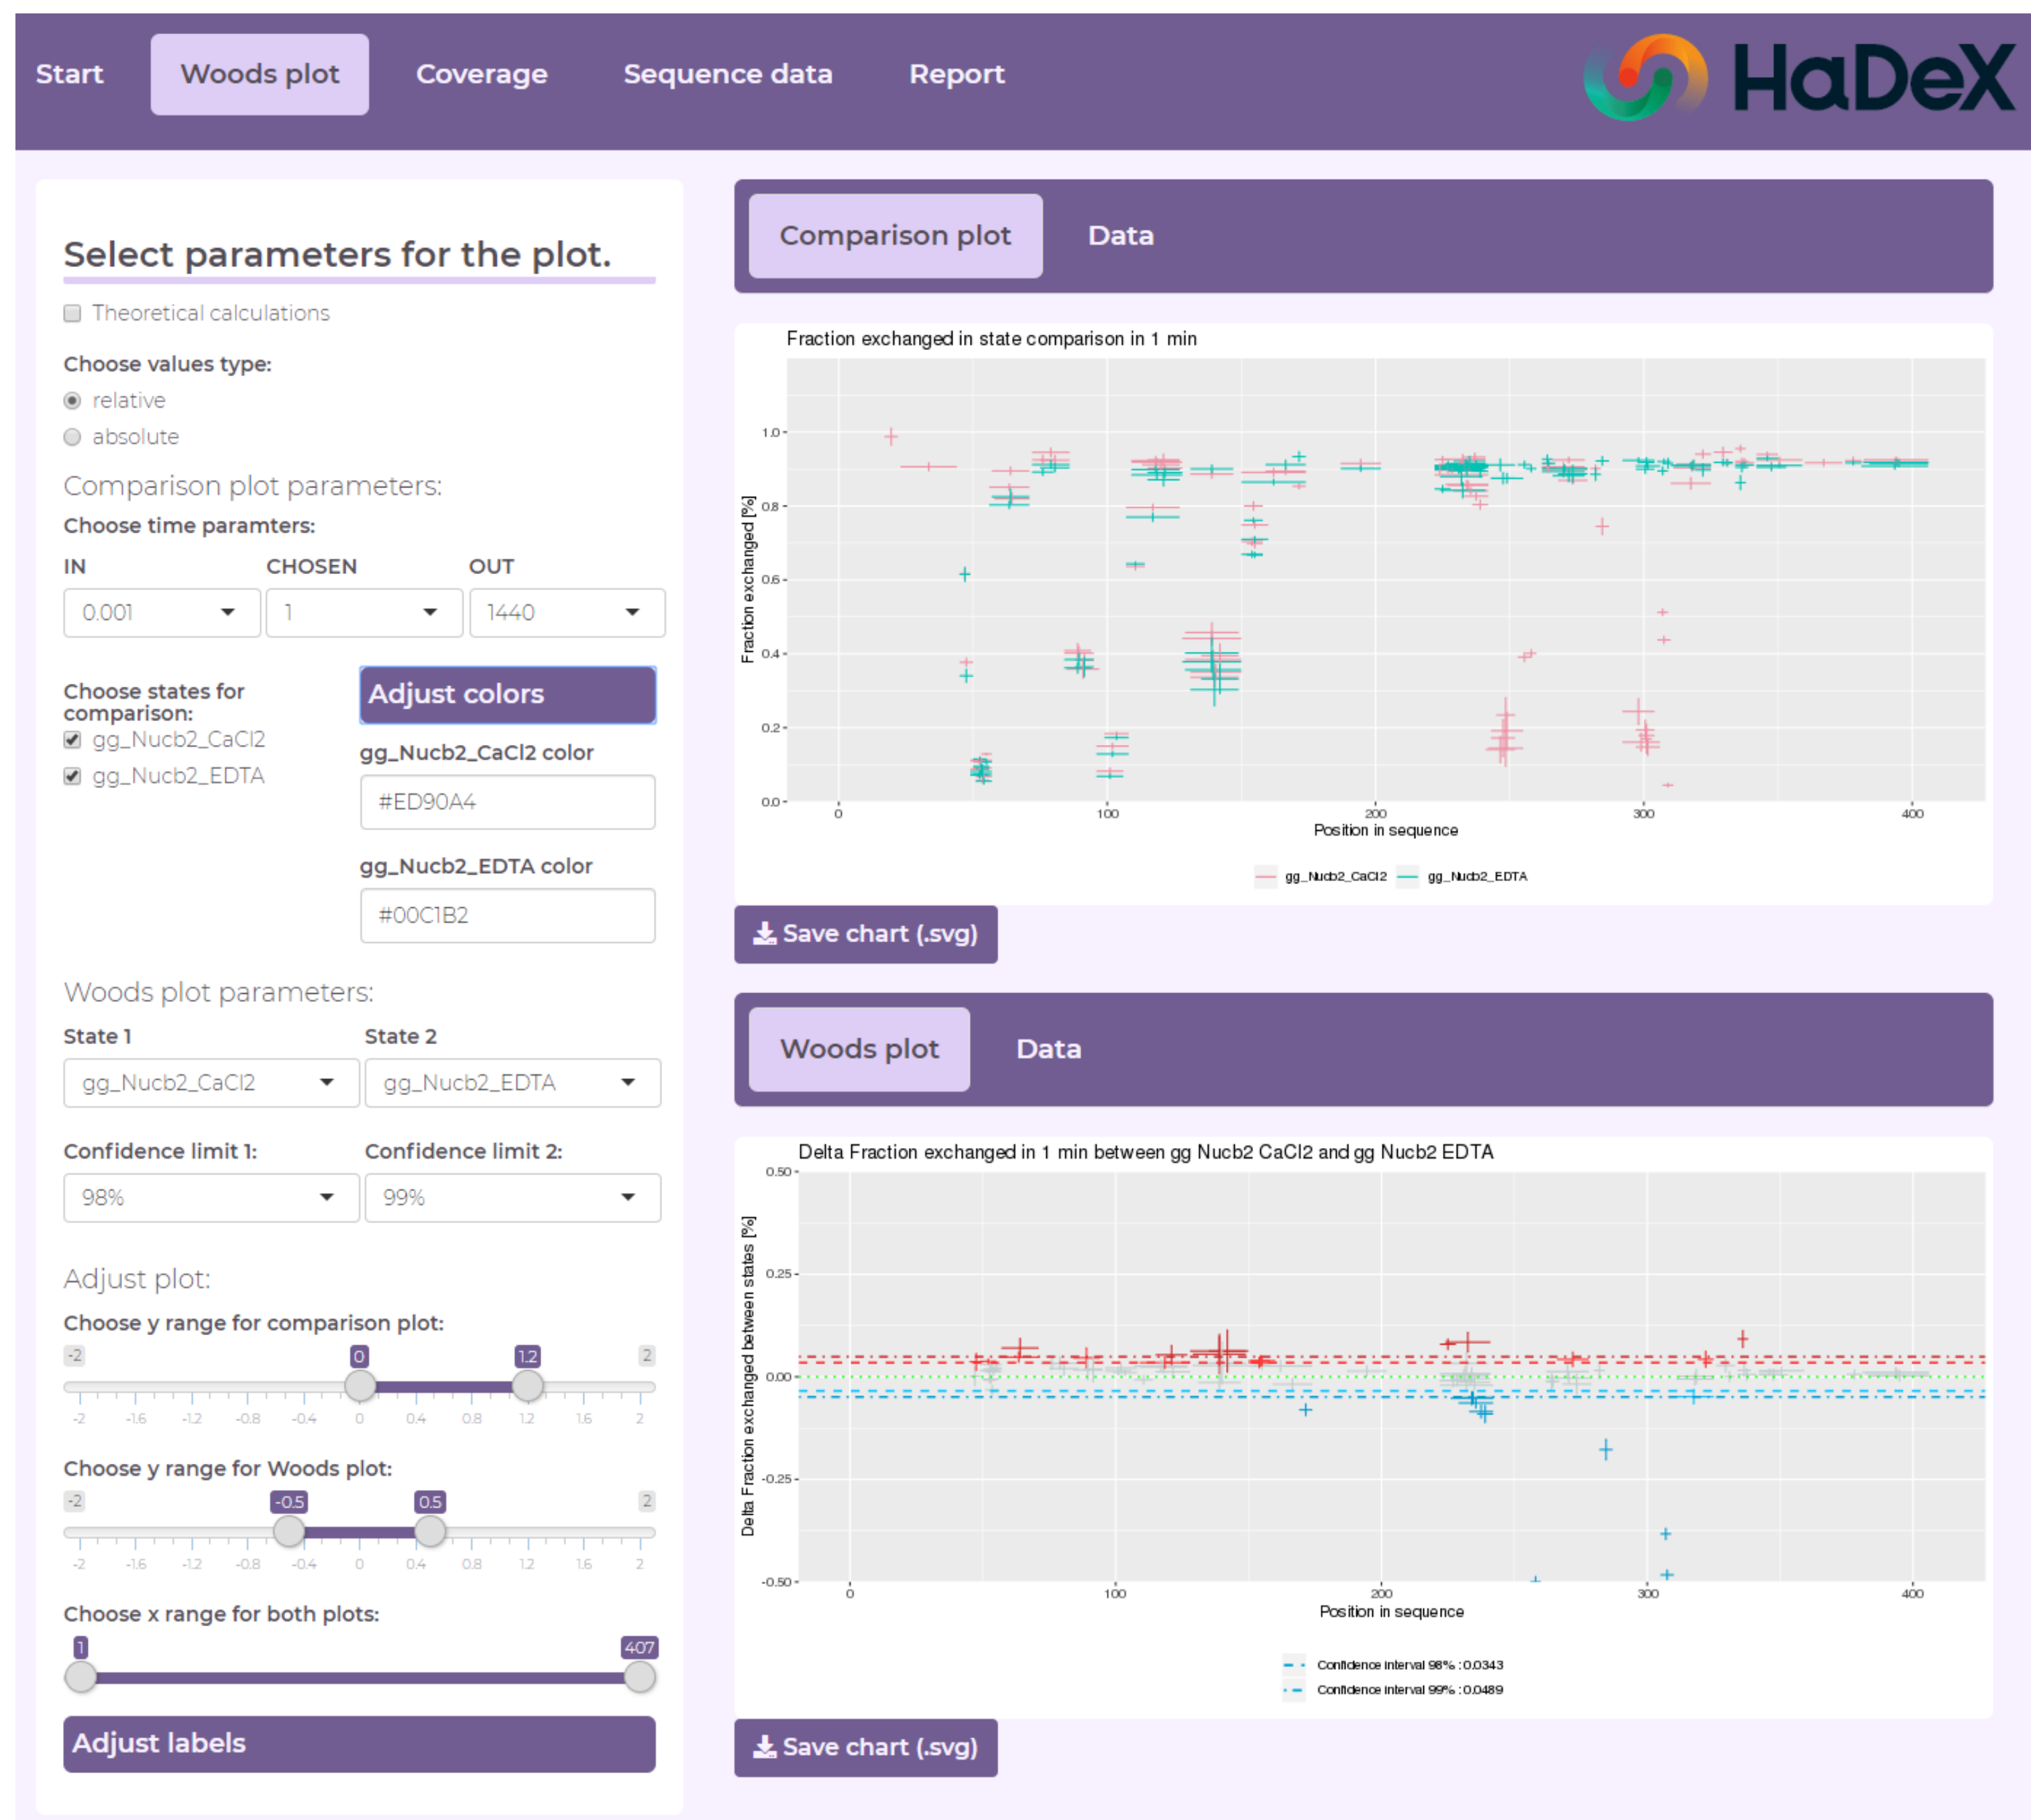 Start Woods plot Coverage Sequence data Report HaDeX
Select parameters for the plot.
Theoretical calculations
Choose values type:
relative
absolute
Comparison plot parameters:
Choose time paramters:
IN CHOSEN OUT
0.001 1 1440
Choose states for
comparison:
gg_Nucb2_CaCl2
gg_Nucb2_EDTA
Adjust colors
gg_Nucb2_CaCl2 color
#ED90A4
gg_Nucb2_EDTA color
#00C1B2
Woods plot parameters:
State 1 State 2
gg_Nucb2_CaCl2 gg_Nucb2_EDTA
Confidence limit 1: Confidence limit 2:
98% 99%
Adjust plot:
Choose y range for comparison plot:
-2 0 1.2 2
-2 -1.6 -1.2 -0.8 -0.4 0 0.4 0.8 1.2 1.6 2
Choose y range for Woods plot:
-2 -0.5 0.5 2
-2 -1.6 -1.2 -0.8 -0.4 0 0.4 0.8 1.2 1.6 2
Choose x range for both plots:
1 407
Adjust labels
Comparison plot Data
Fraction exchanged in state comparison in 1 min
Fraction exchanged [%]
1.0
0.8
0.6
0.4
0.2
0.0
0 100 200 300 400
Position in sequence
gg_Nucb2_CaCl2 gg_Nucb2_EDTA
Save chart (.svg)
Woods plot Data
Delta Fraction exchanged in 1 min between gg Nucb2 CaCl2 and gg Nucb2 EDTA
Delta Fraction exchanged between states [%]
0.50
0.25
0.00
-0.25
-0.50
0 100 200 300 400
Position in sequence
Confidence interval 98% : 0.0343
Confidence interval 99% : 0.0489
Save chart (.svg)